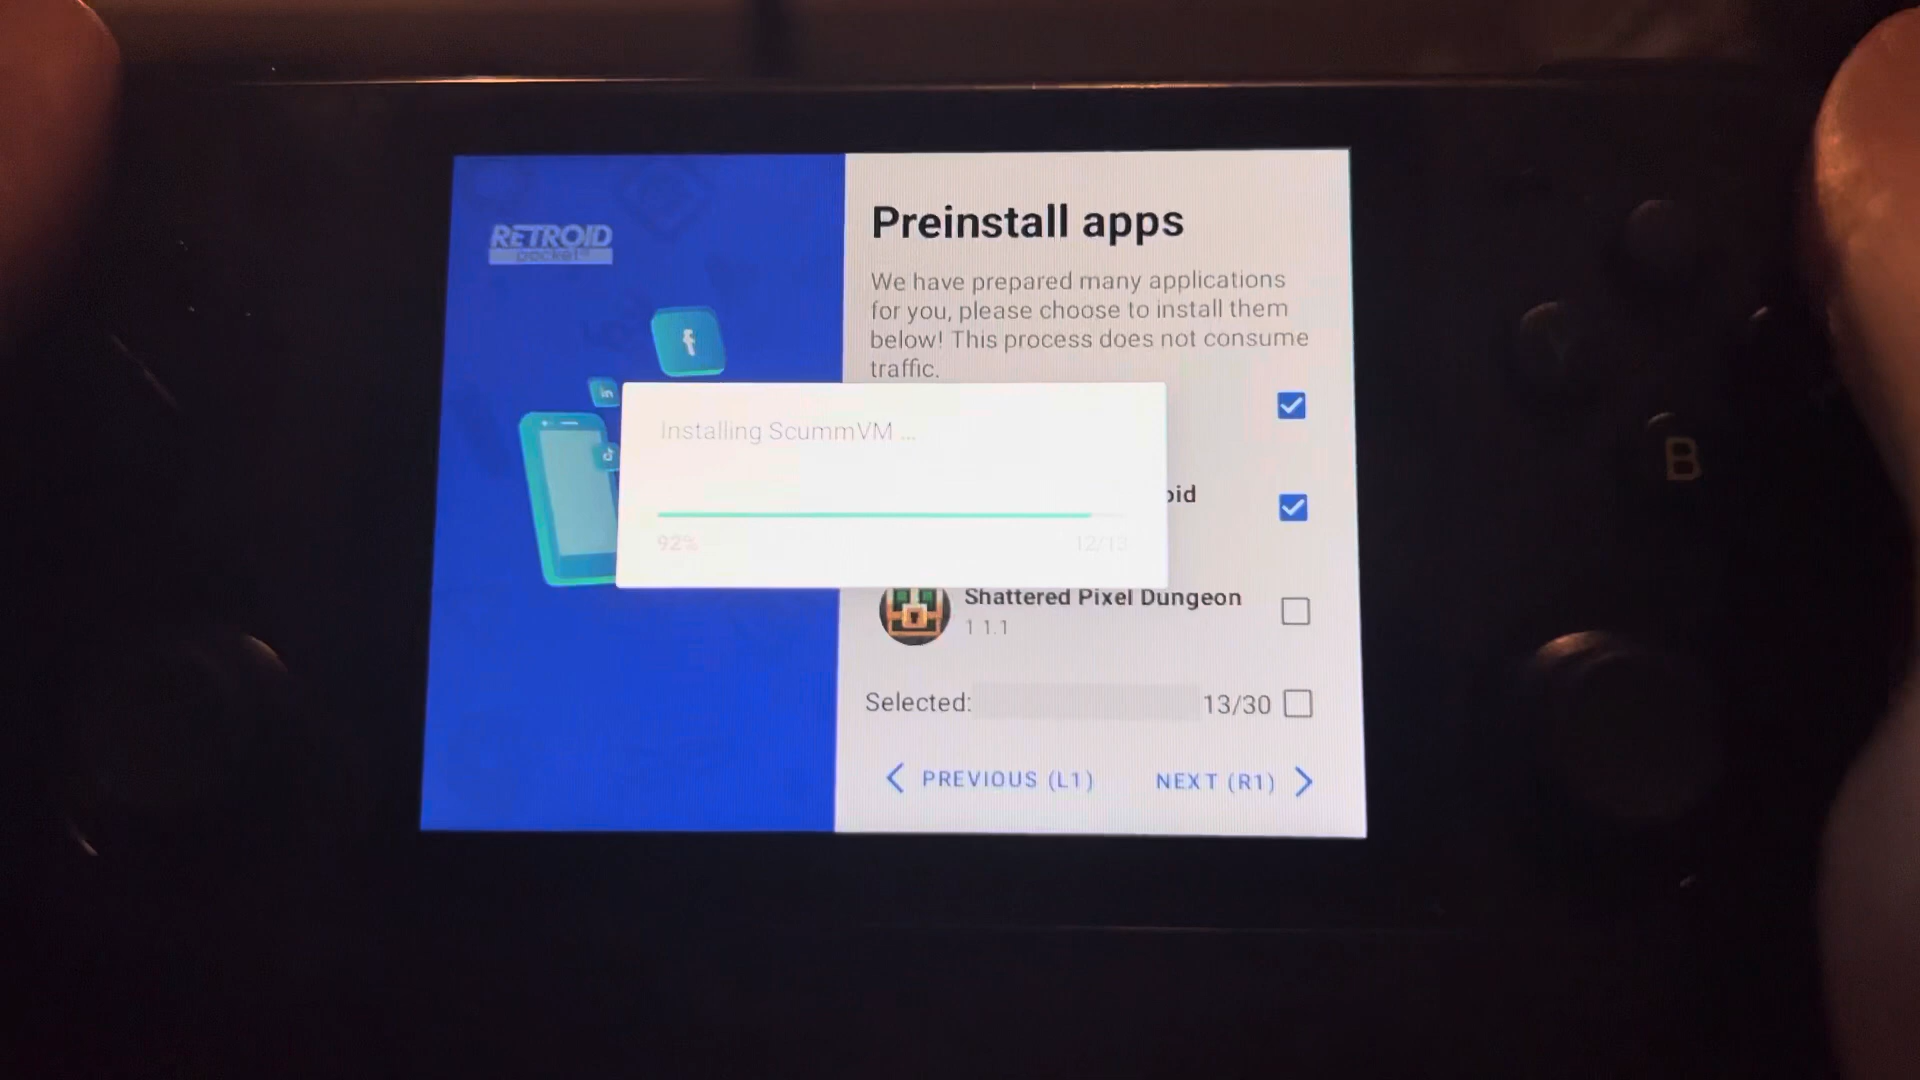 RETROID
pocket
Preinstall apps
We have prepared many applications
for you, please choose to install them
below! This process does not consume
traffic.
f
in
Installing ScummVM ...
oid
92%
12/13
Shattered Pixel Dungeon
1 1.1
Selected:
13/30
PREVIOUS (L1)
NEXT (R1)
B
Y